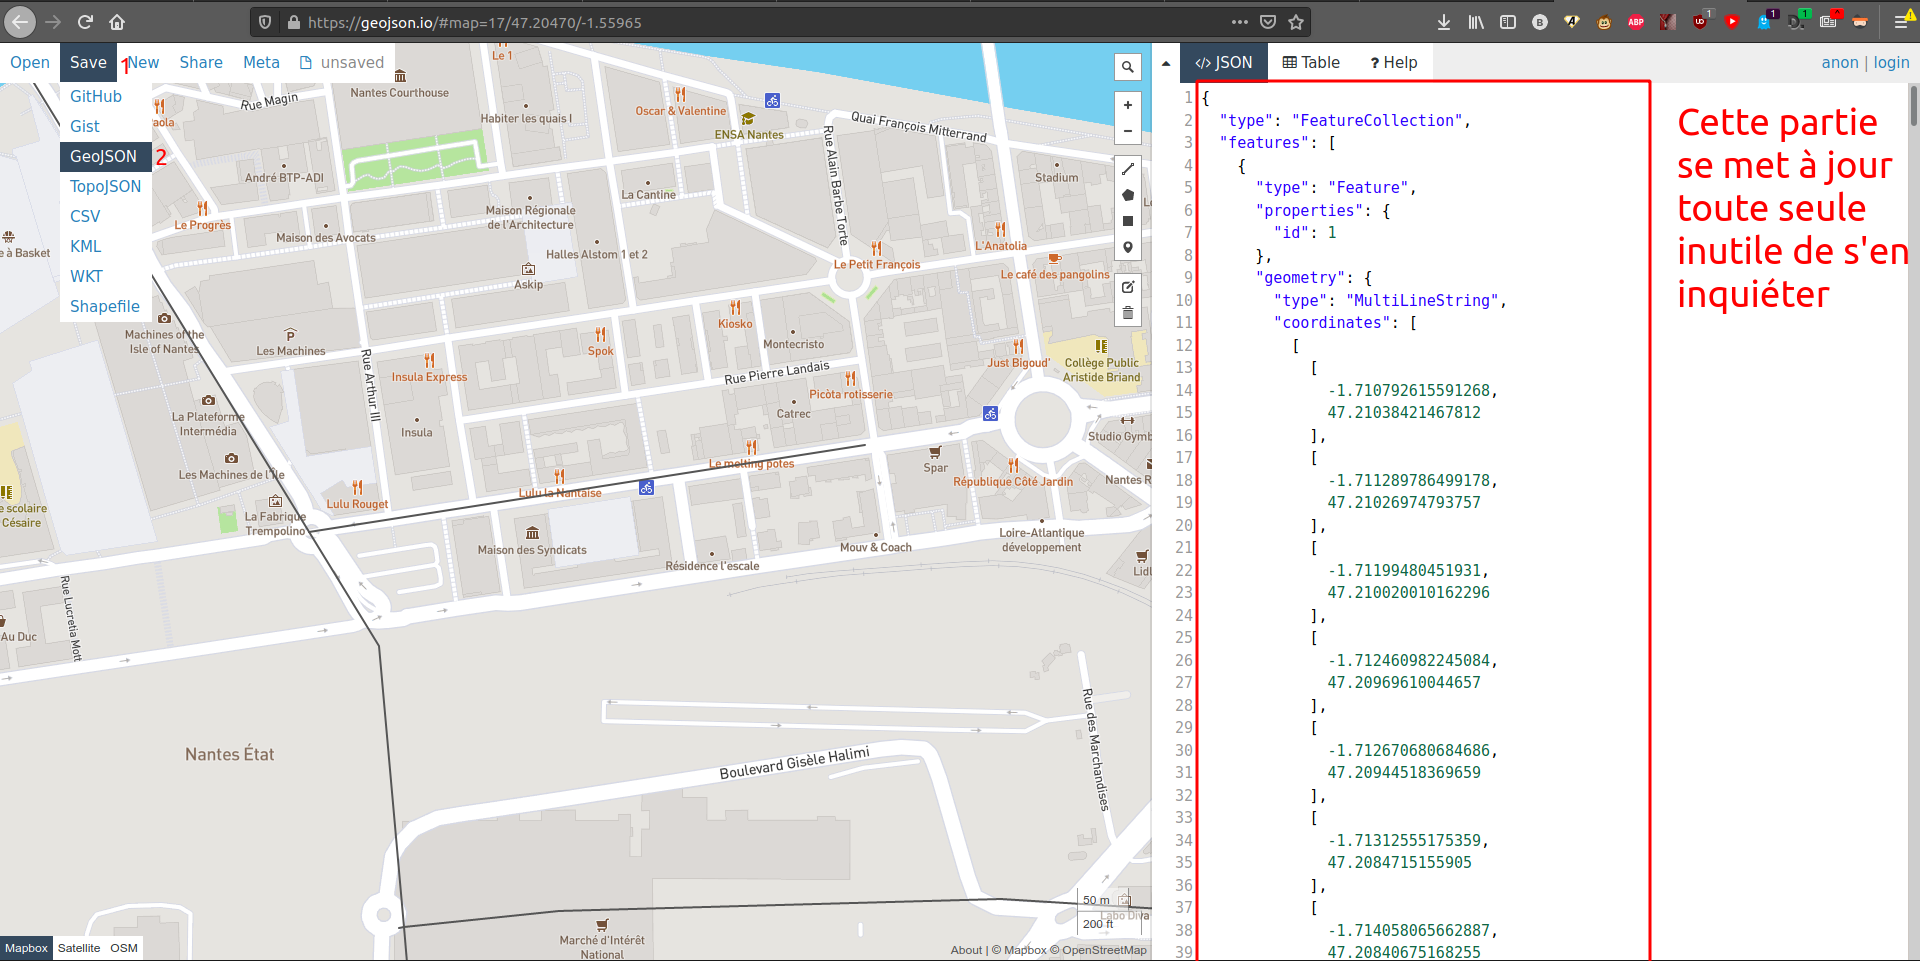 https://geojson.io/#map=17/47.20470/-1.55965
Open
Save
1
New
Share
Meta
unsaved
GitHub
Gist
GeoJSON
2
TopoJSON
CSV
KML
WKT
Shapefile
Le 1
Nantes Courthouse
Rue Magin
Oscar & Valentine
Habiter les quais I
ENSA Nantes
Quai François Mitterrand
Rue Alain Barbe Torte
André BTP-ADI
La Cantine
Stadium
Le Progrès
Maison des Avocats
Maison Régionale
de l'Architecture
Halles Alstom 1 et 2
L'Anatolia
Le Petit François
Le café des pangolins
Askip
e à Basket
Machines of the
Isle of Nantes
Les Machines
Kiosko
Spok
Montecristo
Just Bigoud'
Collège Public
Aristide Briand
Rue Arthur III
Insula Express
Rue Pierre Landais
Picòta rotisserie
Catrec
La Plateforme
Intermédia
Insula
Studio Gymb
Le melting potes
Spar
Les Machines de l'Île
Lulu Rouget
Lulu la Nantaise
République Côté Jardin
Nantes R
e scolaire
Césaire
La Fabrique
Trempolino
Maison des Syndicats
Mouv & Coach
Loire-Atlantique
développement
Résidence l'escale
Lidl
Rue Lucretia Mott
Au Duc
Nantes État
Boulevard Gisèle Halimi
Rue des Marchandises
Marché d'Intérêt
National
Labo Diva
50 m
200 ft
Mapbox
Satellite
OSM
About | © Mapbox © OpenStreetMap
</> JSON
Table
? Help
anon | login
1 {
2 "type": "FeatureCollection",
3 "features": [
4 {
5 "type": "Feature",
6 "properties": {
7 "id": 1
8 },
9 "geometry": {
10 "type": "MultiLineString",
11 "coordinates": [
12 [
13 [
14 -1.710792615591268,
15 47.21038421467812
16 ],
17 [
18 -1.711289786499178,
19 47.21026974793757
20 ],
21 [
22 -1.71199480451931,
23 47.210020010162296
24 ],
25 [
26 -1.712460982245084,
27 47.20969610044657
28 ],
29 [
30 -1.712670680684686,
31 47.20944518369659
32 ],
33 [
34 -1.71312555175359,
35 47.2084715155905
36 ],
37 [
38 -1.714058065662887,
39 47.20840675168255
Cette partie
se met à jour
toute seule
inutile de s'en
inquiéter